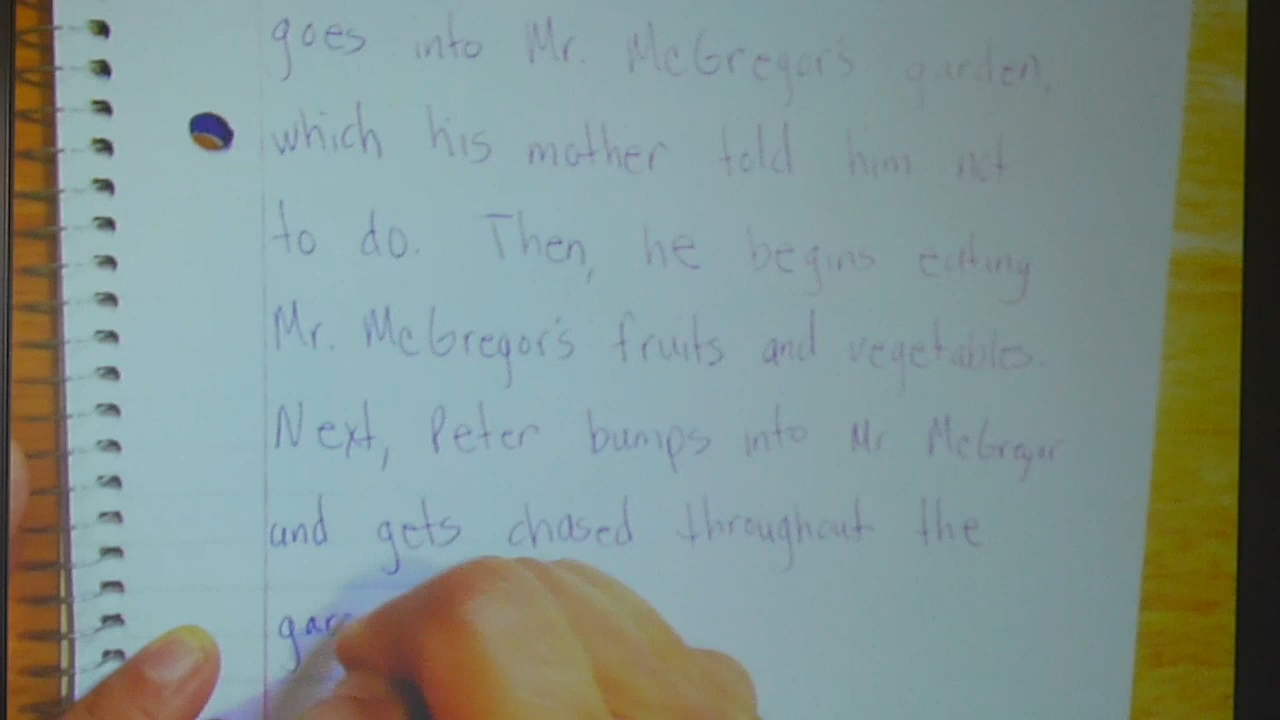 goes into Mr. McGregor's garden,
which his mother told him not
to do. Then, he begins eating
Mr. McGregor's fruits and vegetables.
Next, Peter bumps into Mr McGregor
and gets chased throughout the
gar